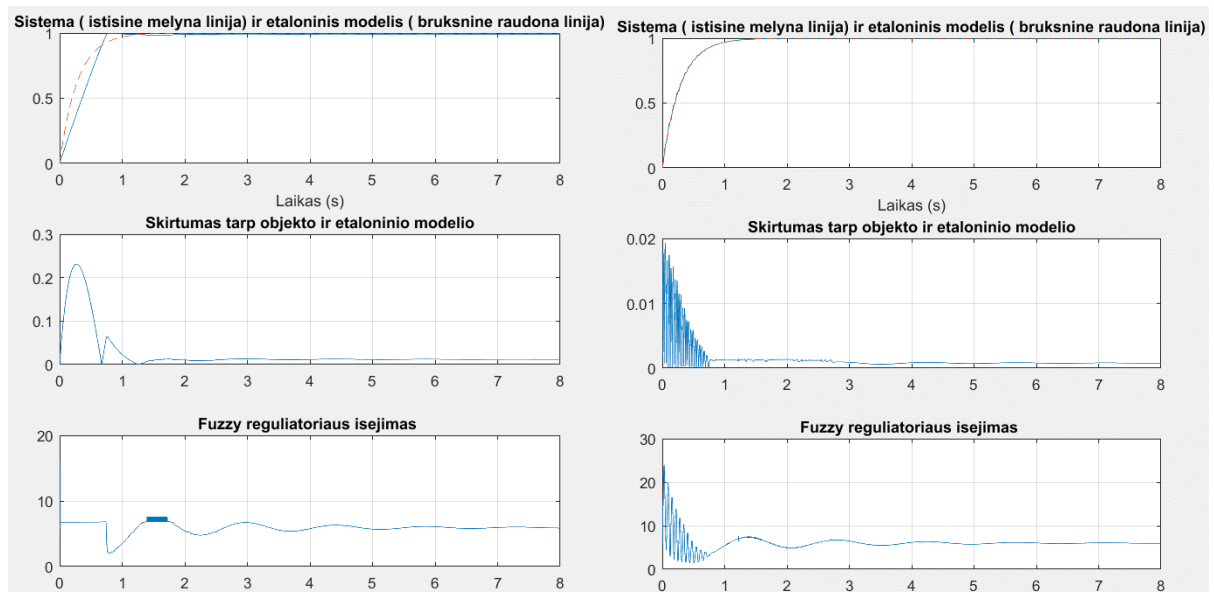 Sistema ( istisine melyna linija) ir etaloninis modelis ( bruksnine raudona linija)
1
0.5
0
0 1 2 3 4 5 6 7 8
Laikas (s)
Skirtumas tarp objekto ir etaloninio modelio
0.3
0.2
0.1
0
0 1 2 3 4 5 6 7 8
Fuzzy reguliatoriaus isejimas
20
10
0
0 1 2 3 4 5 6 7 8
Sistema ( istisine melyna linija) ir etaloninis modelis ( bruksnine raudona linija)
1
0.5
0
0 1 2 3 4 5 6 7 8
Laikas (s)
Skirtumas tarp objekto ir etaloninio modelio
0.02
0.01
0
0 1 2 3 4 5 6 7 8
Fuzzy reguliatoriaus isejimas
30
20
10
0
0 1 2 3 4 5 6 7 8